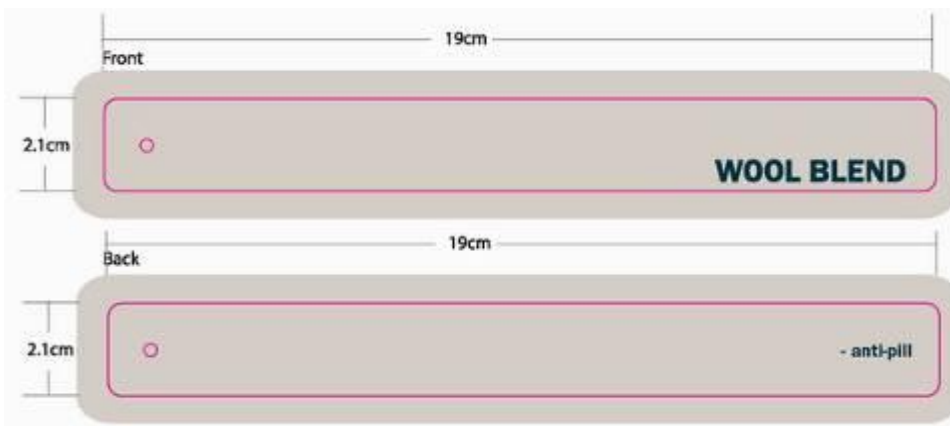 19cm
Front
2.1cm
WOOL BLEND
19cm
Back
2.1cm
- anti-pill